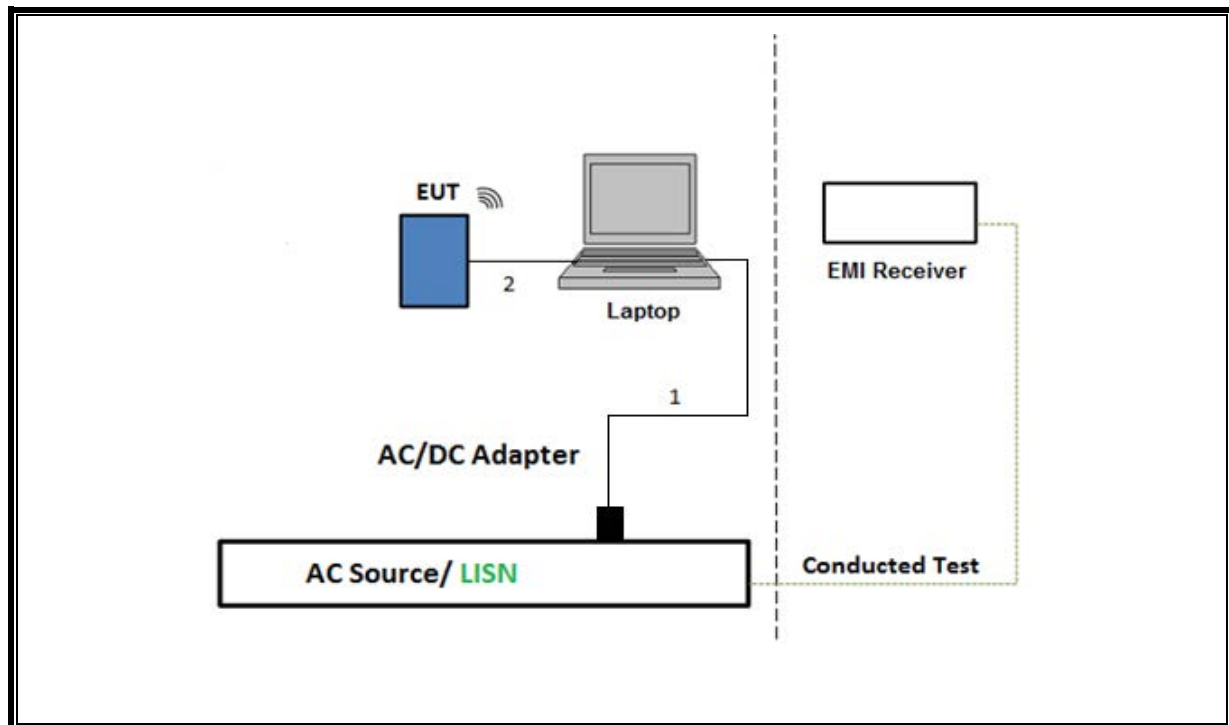 EUT
2
Laptop
EMI Receiver
1
AC/DC Adapter
AC Source/ LISN
Conducted Test